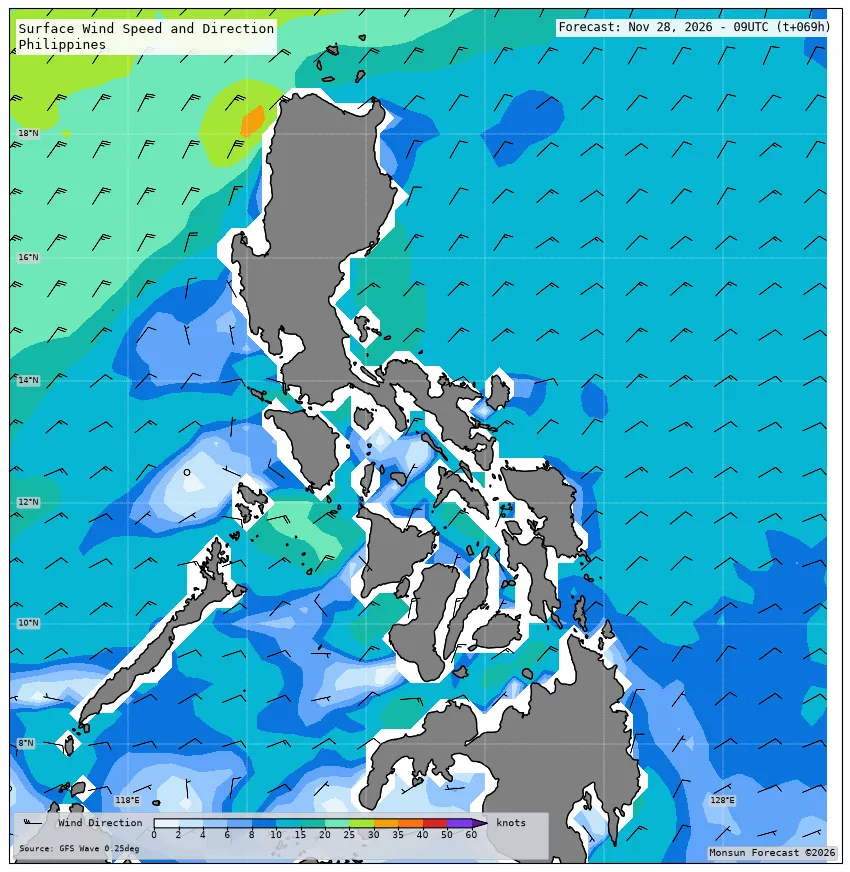 Surface Wind Speed and Direction
Philippines
Forecast: Nov 28, 2026 - 09UTC (t+069h)
18°N
16°N
14°N
12°N
10°N
8°N
118°E
128°E
Wind Direction
0 2 4 6 8 10 15 20 25 30 35 40 50 60
knots
Source: GFS Wave 0.25deg
Monsun Forecast ©2026